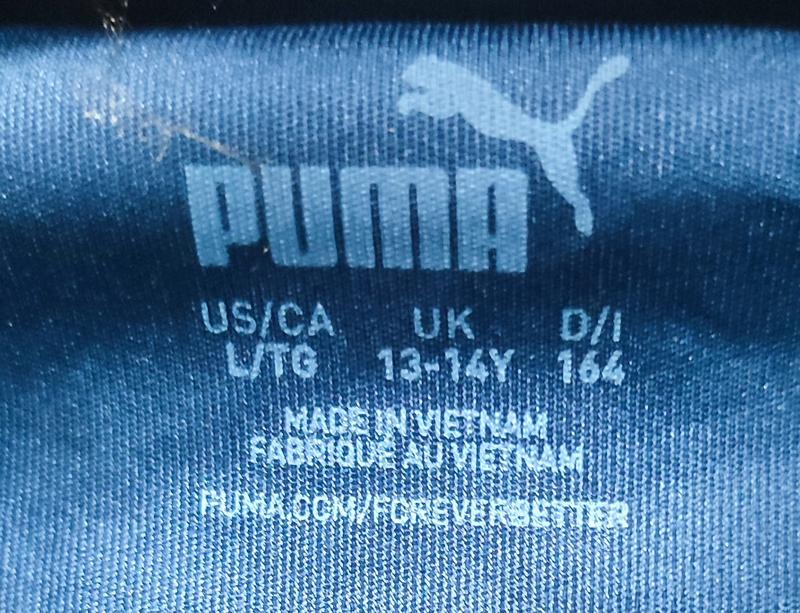 PUMA
US/CA UK D/I
L/TG 13-14Y 164
MADE IN VIETNAM
FABRIQUÉ AU VIETNAM
PUMA.COM/FOREVERBETTER